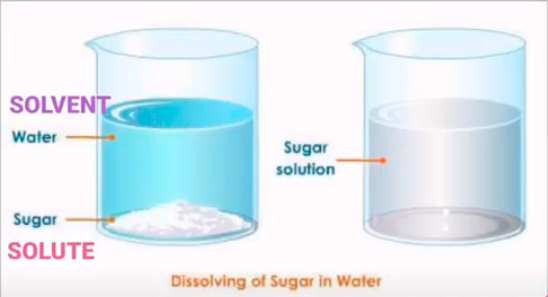 SOLVENT
Water
Sugar
SOLUTE
Sugar
solution
Dissolving of Sugar in Water